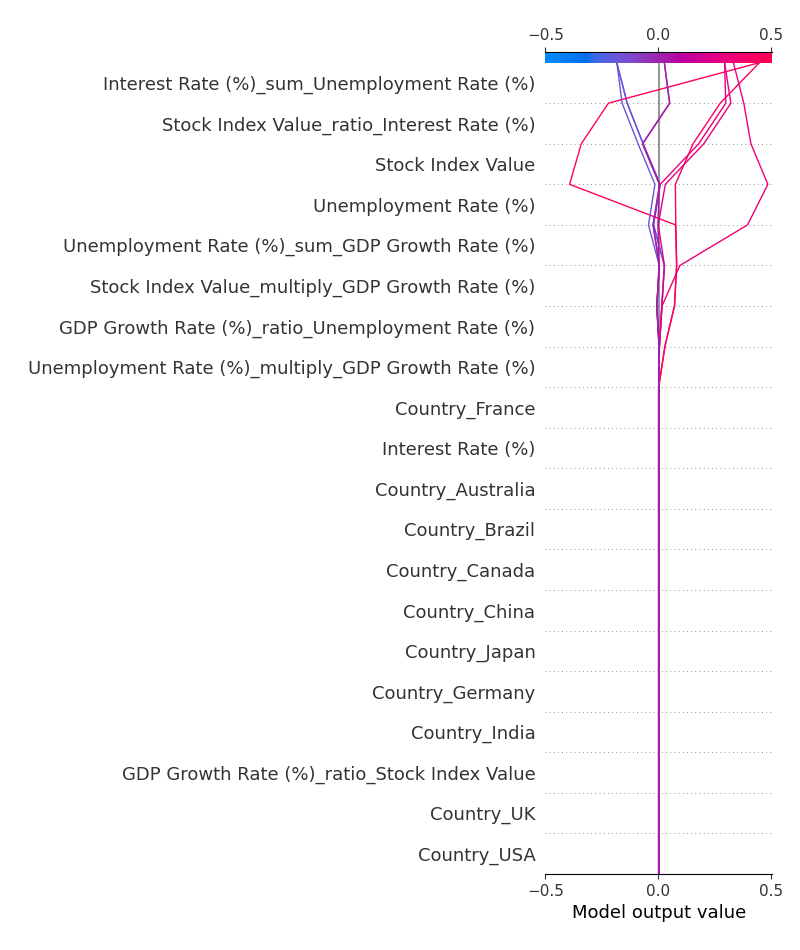 −0.5 0.0 0.5
Interest Rate (%)_sum_Unemployment Rate (%)
Stock Index Value_ratio_Interest Rate (%)
Stock Index Value
Unemployment Rate (%)
Unemployment Rate (%)_sum_GDP Growth Rate (%)
Stock Index Value_multiply_GDP Growth Rate (%)
GDP Growth Rate (%)_ratio_Unemployment Rate (%)
Unemployment Rate (%)_multiply_GDP Growth Rate (%)
Country_France
Interest Rate (%)
Country_Australia
Country_Brazil
Country_Canada
Country_China
Country_Japan
Country_Germany
Country_India
GDP Growth Rate (%)_ratio_Stock Index Value
Country_UK
Country_USA
−0.5 0.0 0.5
Model output value